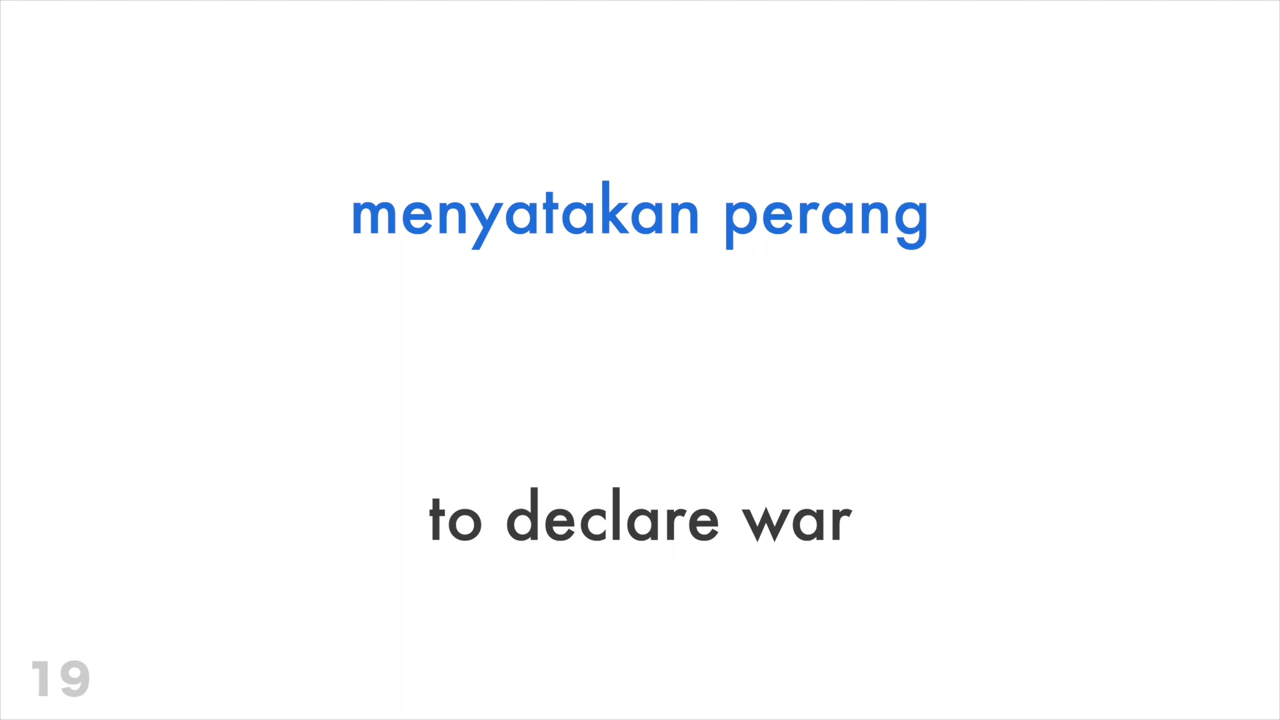 menyatakan perang
to declare war
19